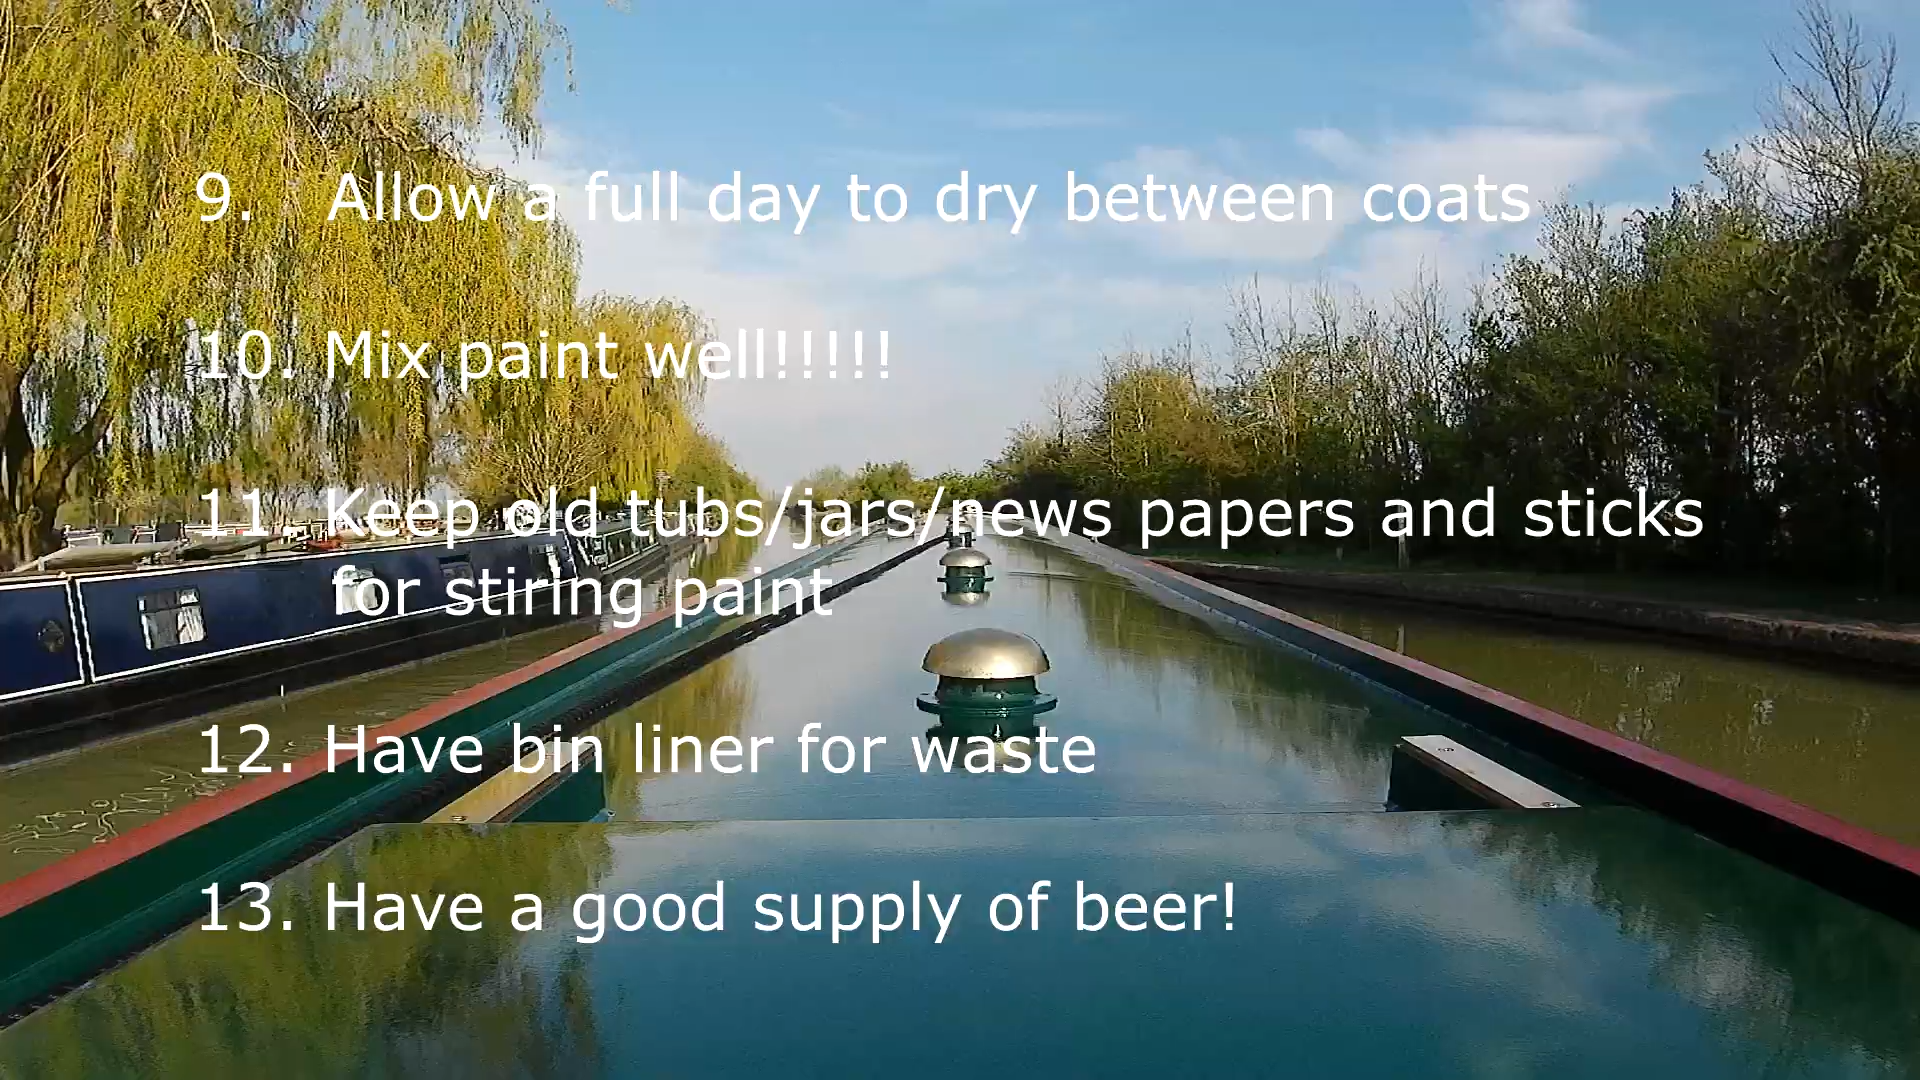 9. Allow a full day to dry between coats
10. Mix paint well!!!!!
11. Keep old tubs/jars/news papers and sticks
for stiring paint
12. Have bin liner for waste
13. Have a good supply of beer!